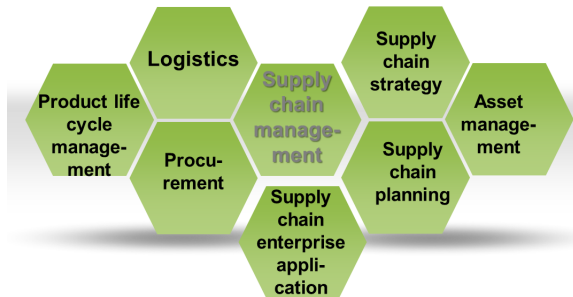 Logistics
Supply
chain
strategy
Supply
chain
manage-
ment
Product life
cycle
manage-
ment
Asset
manage-
ment
Procu-
rement
Supply
chain
planning
Supply
chain
enterprise
appli-
cation